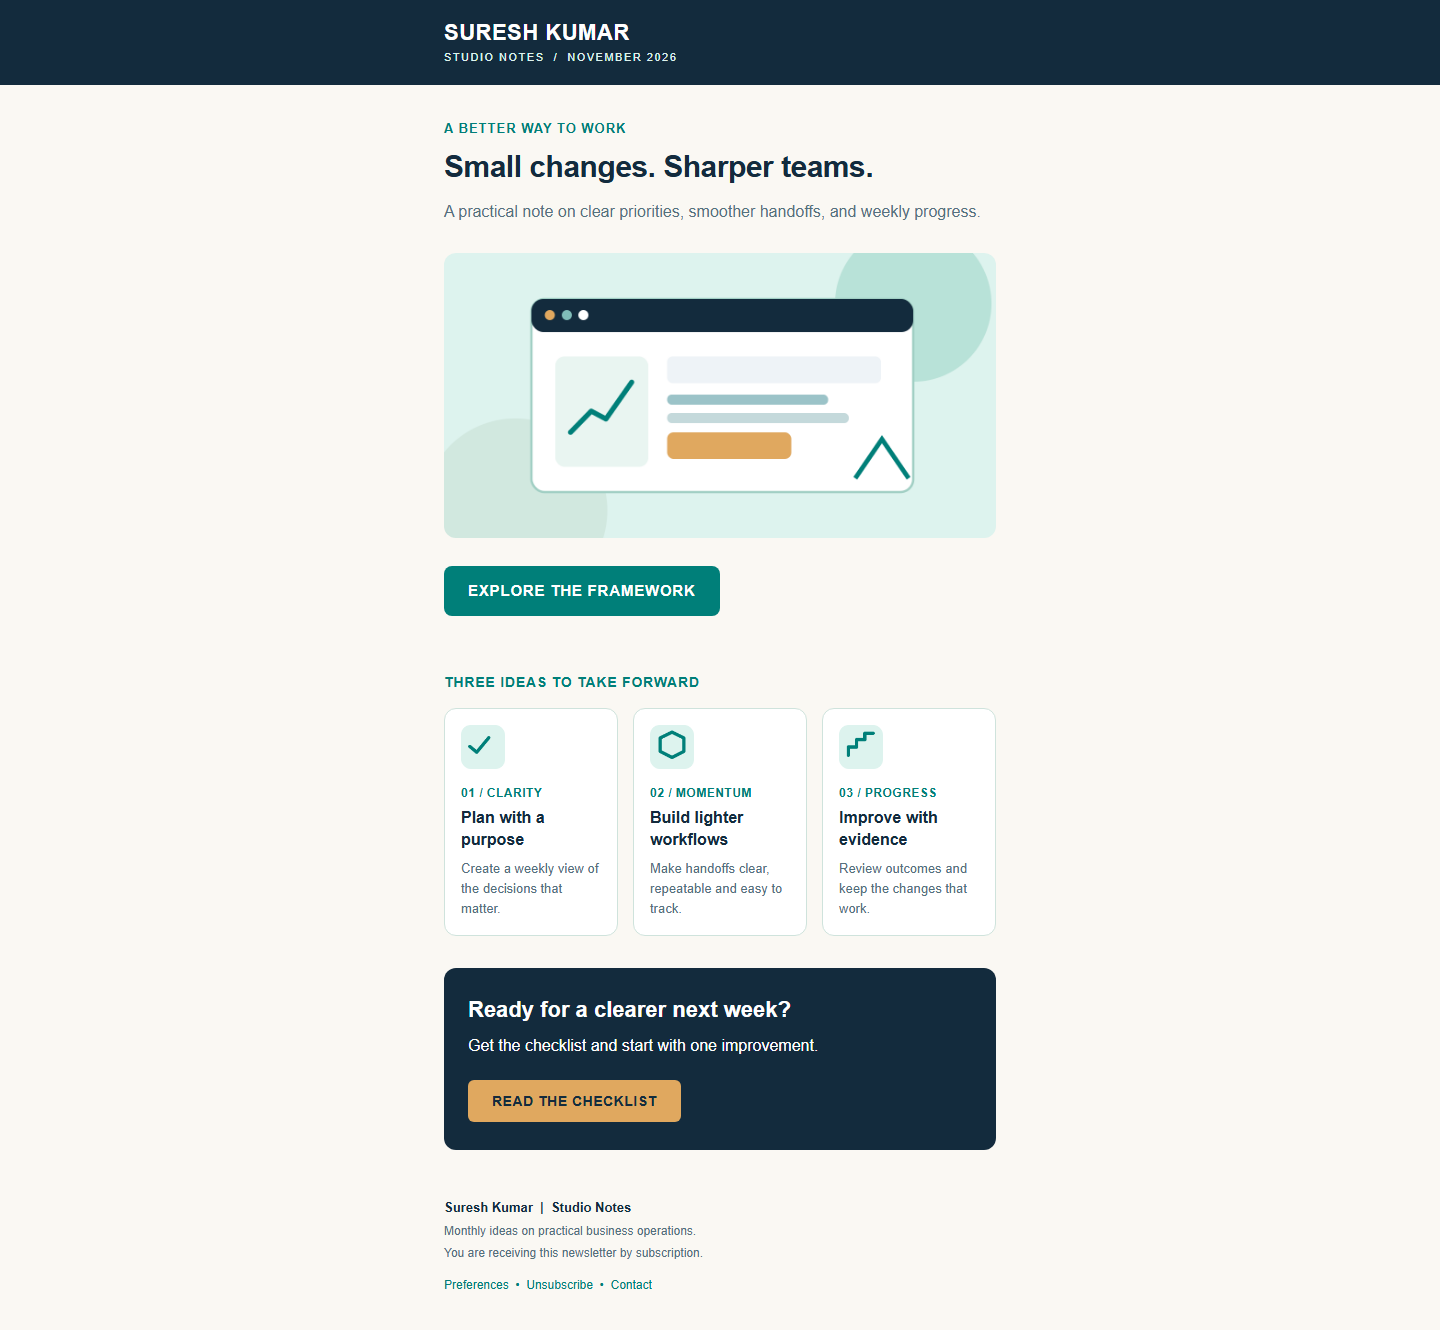 SURESH KUMAR
STUDIO NOTES / NOVEMBER 2026
A BETTER WAY TO WORK
Small changes. Sharper teams.
A practical note on clear priorities, smoother handoffs, and weekly progress.
EXPLORE THE FRAMEWORK
THREE IDEAS TO TAKE FORWARD
01 / CLARITY
Plan with a
purpose
Create a weekly view of
the decisions that
matter.
02 / MOMENTUM
Build lighter
workflows
Make handoffs clear,
repeatable and easy to
track.
03 / PROGRESS
Improve with
evidence
Review outcomes and
keep the changes that
work.
Ready for a clearer next week?
Get the checklist and start with one improvement.
READ THE CHECKLIST
Suresh Kumar | Studio Notes
Monthly ideas on practical business operations.
You are receiving this newsletter by subscription.
Preferences • Unsubscribe • Contact